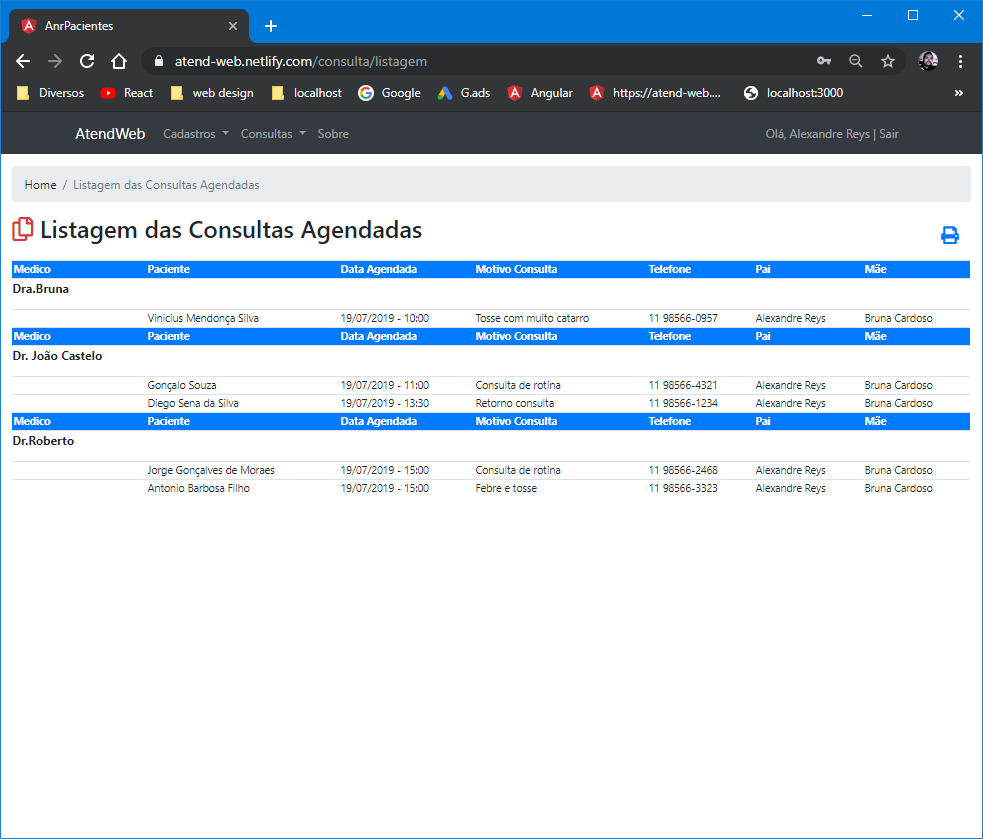 AnrPacientes
atend-web.netlify.com/consulta/listagem
Diversos React web design localhost Google G.ads Angular https://atend-web.... localhost:3000 »
AtendWeb Cadastros Consultas Sobre Olá, Alexandre Reys | Sair
Home / Listagem das Consultas Agendadas
Listagem das Consultas Agendadas
Medico Paciente Data Agendada Motivo Consulta Telefone Pai Mãe
Dra.Bruna
Vinicius Mendonça Silva 19/07/2019 - 10:00 Tosse com muito catarro 11 98566-0957 Alexandre Reys Bruna Cardoso
Medico Paciente Data Agendada Motivo Consulta Telefone Pai Mãe
Dr. João Castelo
Gonçalo Souza 19/07/2019 - 11:00 Consulta de rotina 11 98566-4321 Alexandre Reys Bruna Cardoso
Diego Sena da Silva 19/07/2019 - 13:30 Retorno consulta 11 98566-1234 Alexandre Reys Bruna Cardoso
Medico Paciente Data Agendada Motivo Consulta Telefone Pai Mãe
Dr.Roberto
Jorge Gonçalves de Moraes 19/07/2019 - 15:00 Consulta de rotina 11 98566-2468 Alexandre Reys Bruna Cardoso
Antonio Barbosa Filho 19/07/2019 - 15:00 Febre e tosse 11 98566-3323 Alexandre Reys Bruna Cardoso